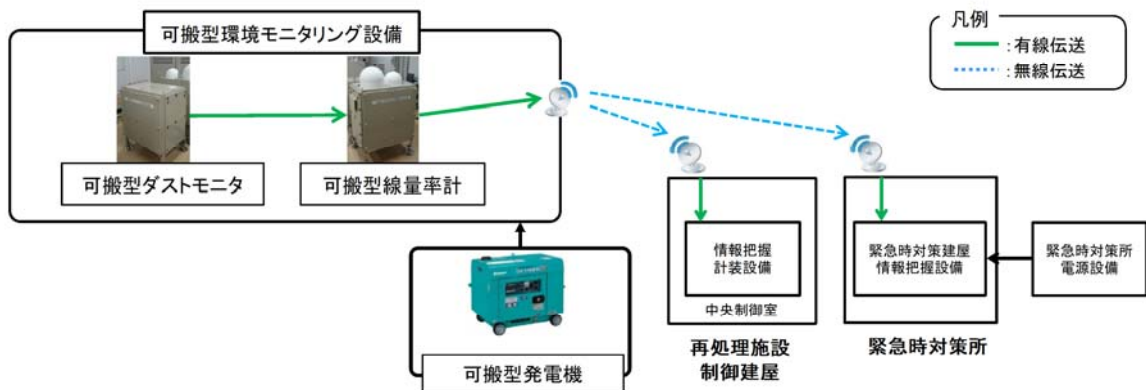 可搬型環境モニタリング設備
凡例
：有線伝送
：無線伝送
可搬型ダストモニタ
可搬型線量率計
情報把握
計装設備
中央制御室
再処理施設
制御建屋
緊急時対策建屋
情報把握設備
緊急時対策所
緊急時対策所
電源設備
可搬型発電機